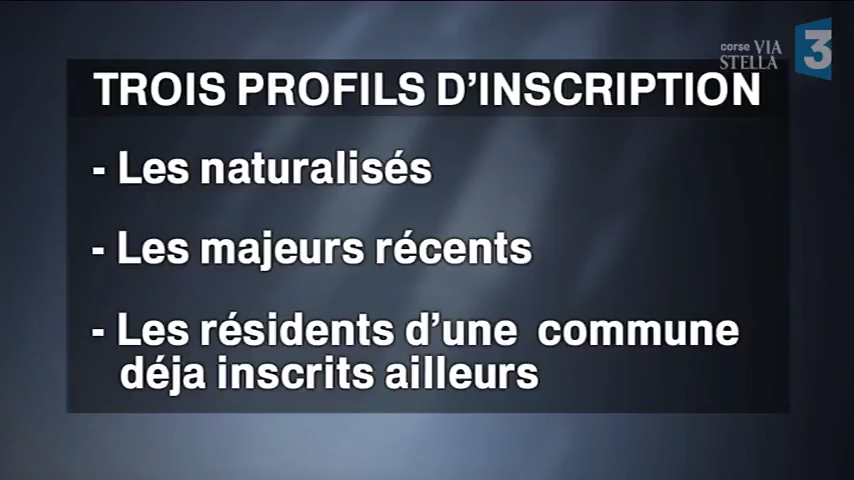 corse VIA
STELLA
3
TROIS PROFILS D'INSCRIPTION
- Les naturalisés
- Les majeurs récents
- Les résidents d'une commune
déja inscrits ailleurs